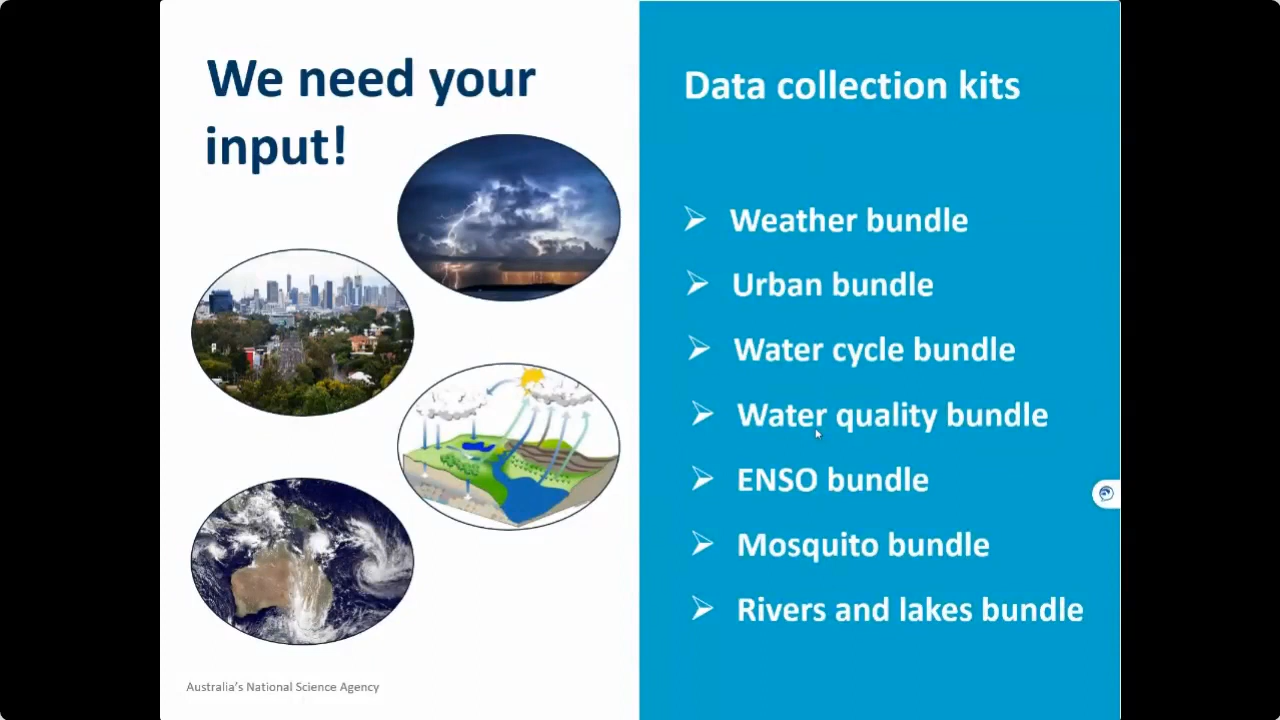 We need your
input!
Data collection kits
Weather bundle
Urban bundle
Water cycle bundle
Water quality bundle
ENSO bundle
Mosquito bundle
Rivers and lakes bundle
Australia's National Science Agency